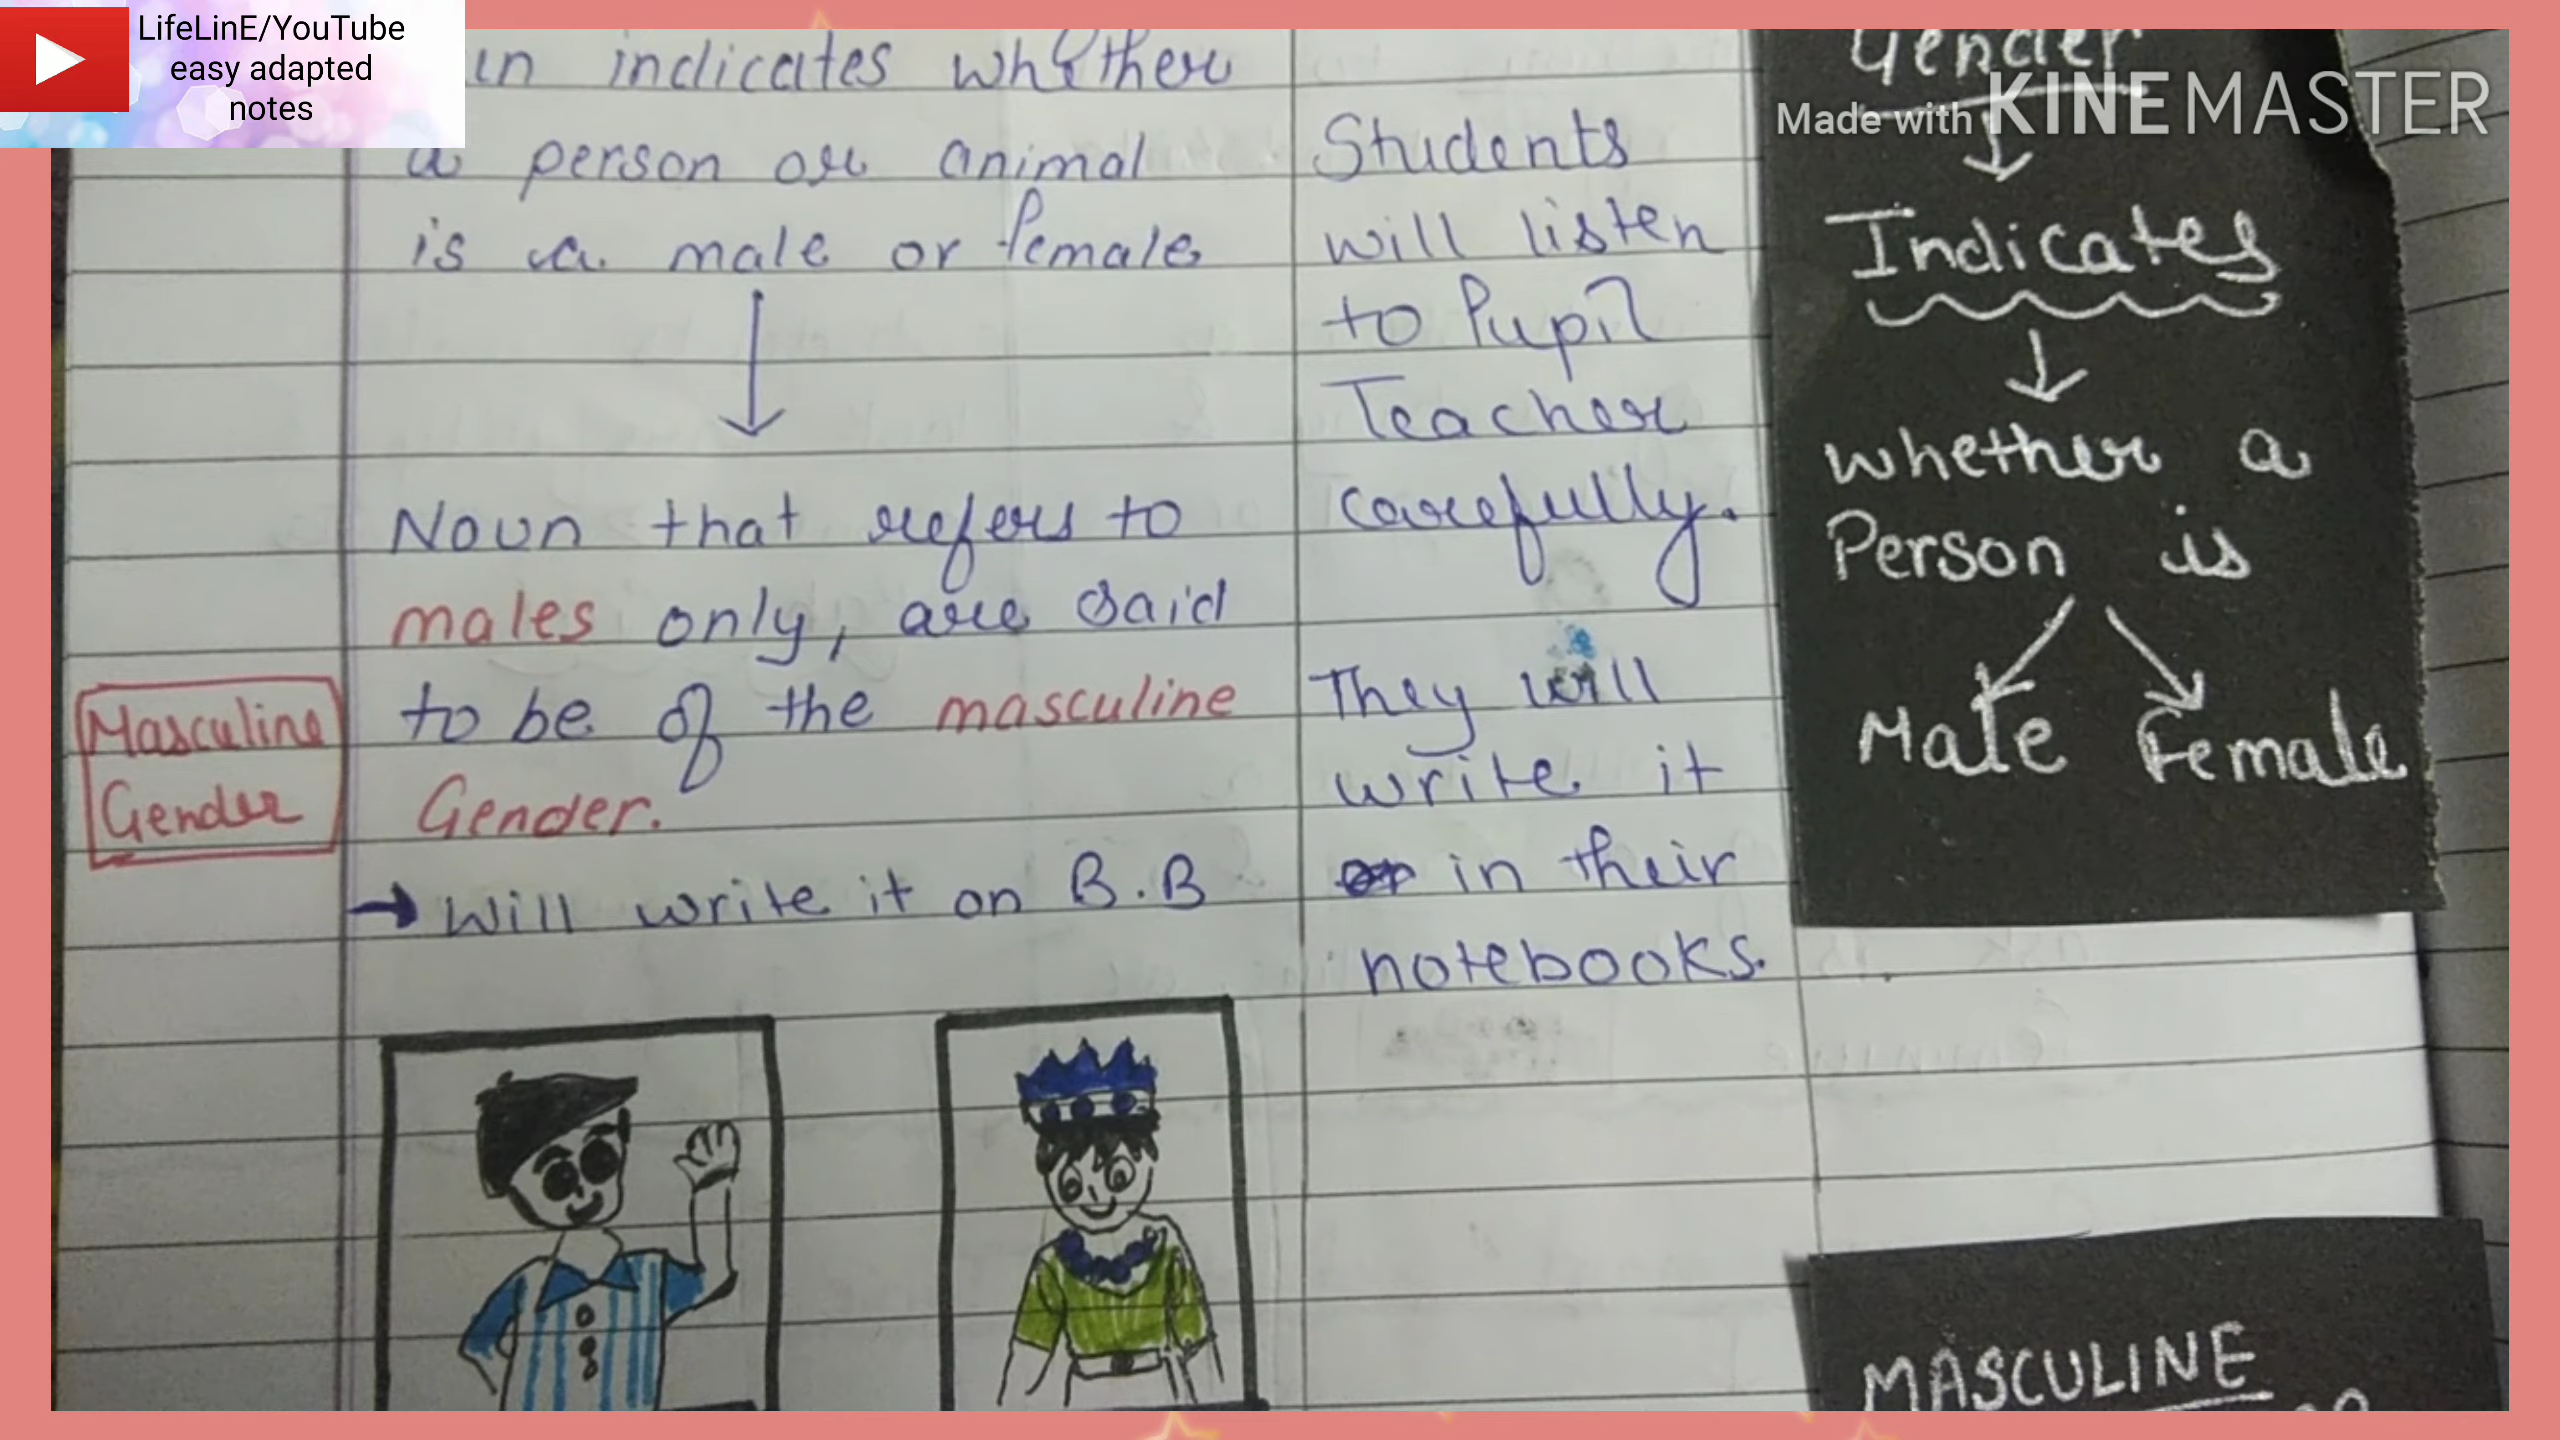 LifeLinE/YouTube
easy adapted
notes
indicates whether
a person or animal
is a male or female
Noun that refers to
males only, are said
to be of the masculine
Gender.
→ Will write it on B.B
Masculine
Gender
Students
will listen
to Pupil
Teacher
carefully.
They will
write it
in their
notebooks.
Gender
Made with KINEMASTER
Indicates
whether a
Person is
Male Female
MASCULINE